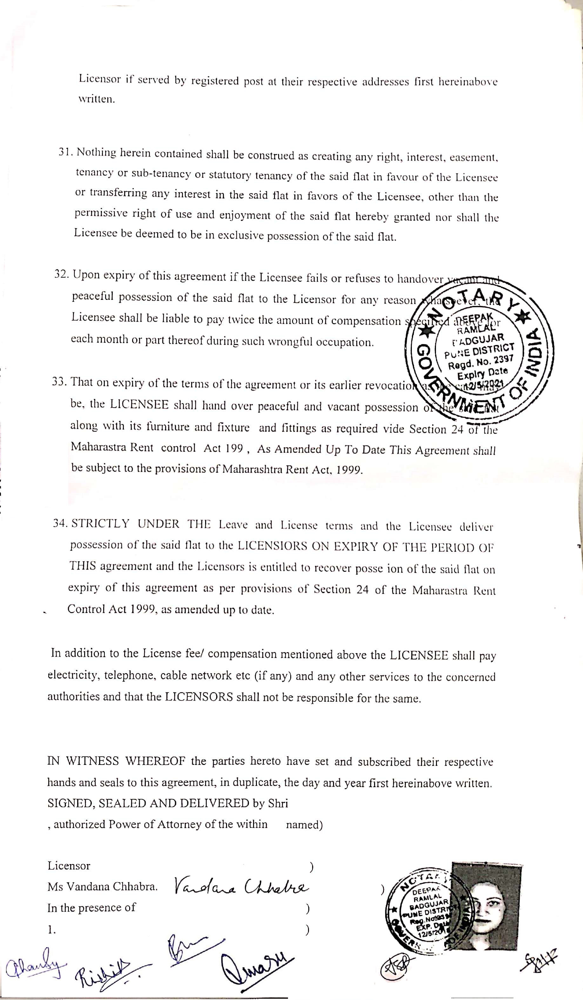 Licensor if served by registered post at their respective addresses first hereinabove
written.
31. Nothing herein contained shall be construed as creating any right, interest, easement,
tenancy or sub-tenancy or statutory tenancy of the said flat in favour of the Licensee
or transferring any interest in the said flat in favors of the Licensee, other than the
permissive right of use and enjoyment of the said flat hereby granted nor shall the
Licensee be deemed to be in exclusive possession of the said flat.
32. Upon expiry of this agreement if the Licensee fails or refuses to handover vacant and
peaceful possession of the said flat to the Licensor for any reason whatsoever, the
Licensee shall be liable to pay twice the amount of compensation specified above for
each month or part thereof during such wrongful occupation.
NOTARY
GOVERNMENT OF INDIA
DEEPAK
RAMLAL
ADGUJAR
PUNE DISTRICT
Regd. No. 2397
Expiry Date
12/5/2021
33. That on expiry of the terms of the agreement or its earlier revocation as the case may
be, the LICENSEE shall hand over peaceful and vacant possession of the said flat
along with its furniture and fixture and fittings as required vide Section 24 of the
Maharastra Rent control Act 199 , As Amended Up To Date This Agreement shall
be subject to the provisions of Maharashtra Rent Act, 1999.
34. STRICTLY UNDER THE Leave and License terms and the Licensee deliver
possession of the said flat to the LICENSIORS ON EXPIRY OF THE PERIOD OF
THIS agreement and the Licensors is entitled to recover posse ion of the said flat on
expiry of this agreement as per provisions of Section 24 of the Maharastra Rent
Control Act 1999, as amended up to date.
In addition to the License fee/ compensation mentioned above the LICENSEE shall pay
electricity, telephone, cable network etc (if any) and any other services to the concerned
authorities and that the LICENSORS shall not be responsible for the same.
IN WITNESS WHEREOF the parties hereto have set and subscribed their respective
hands and seals to this agreement, in duplicate, the day and year first hereinabove written.
SIGNED, SEALED AND DELIVERED by Shri
, authorized Power of Attorney of the within named)
Licensor )
Ms Vandana Chhabra. Vandana Chhabra )
In the presence of )
1. )
NOTARY
DEEPAK
RAMLAL
BADGUJAR
PUNE DISTRICT
EXP. Date
Rishik